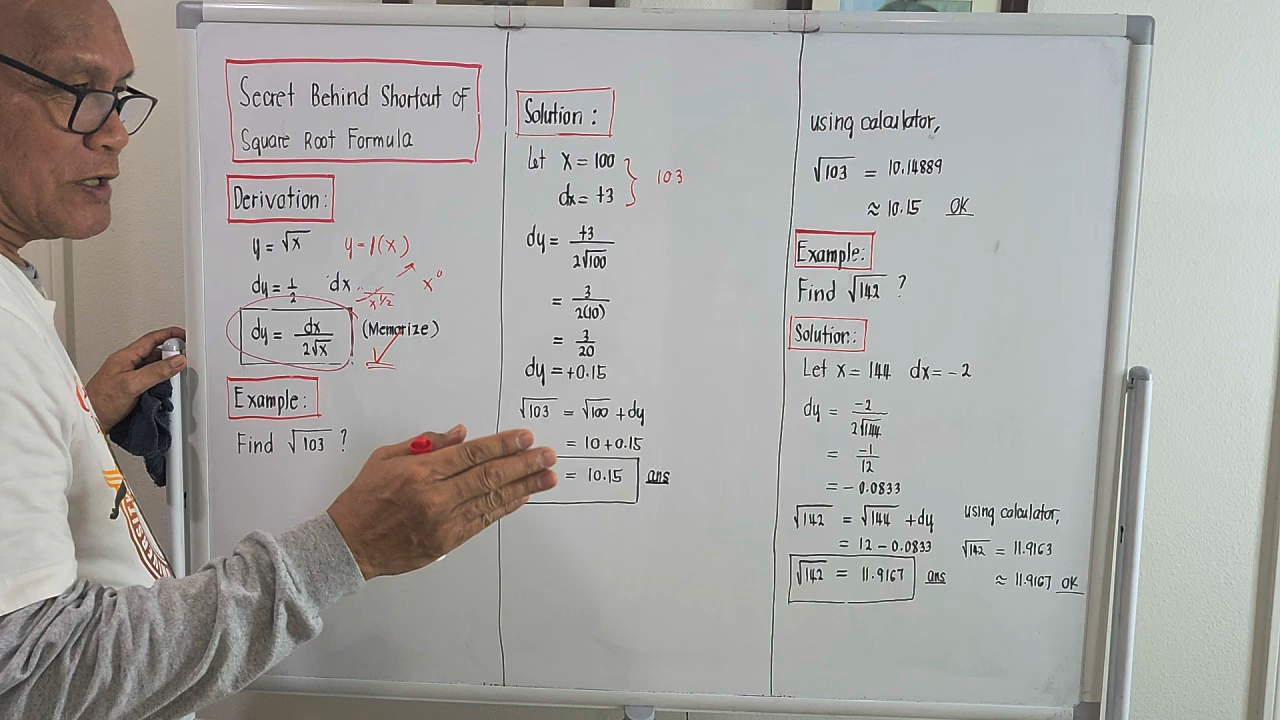 Secret Behind Shortcut of
Square Root Formula
Derivation:
y = √x y = f(x)
dy = 1/2 dx/x^1/2 x⁰
dy = dx/2√x (Memorize)
Example:
Find √103 ?
Solution:
Let x = 100
dx = +3 } 103
dy = +3/2√100
= 3/2(10)
= 3/20
dy = +0.15
√103 = √100 + dy
= 10 + 0.15
= 10.15 ans
using calculator,
√103 = 10.14889
≈ 10.15 OK
Example:
Find √142 ?
Solution:
Let x = 144 dx = -2
dy = -2/2√144
= -1/12
= -0.0833
√142 = √144 + dy
= 12 - 0.0833
√142 = 11.9167 ans
using calculator,
√142 = 11.9163
≈ 11.9167 OK